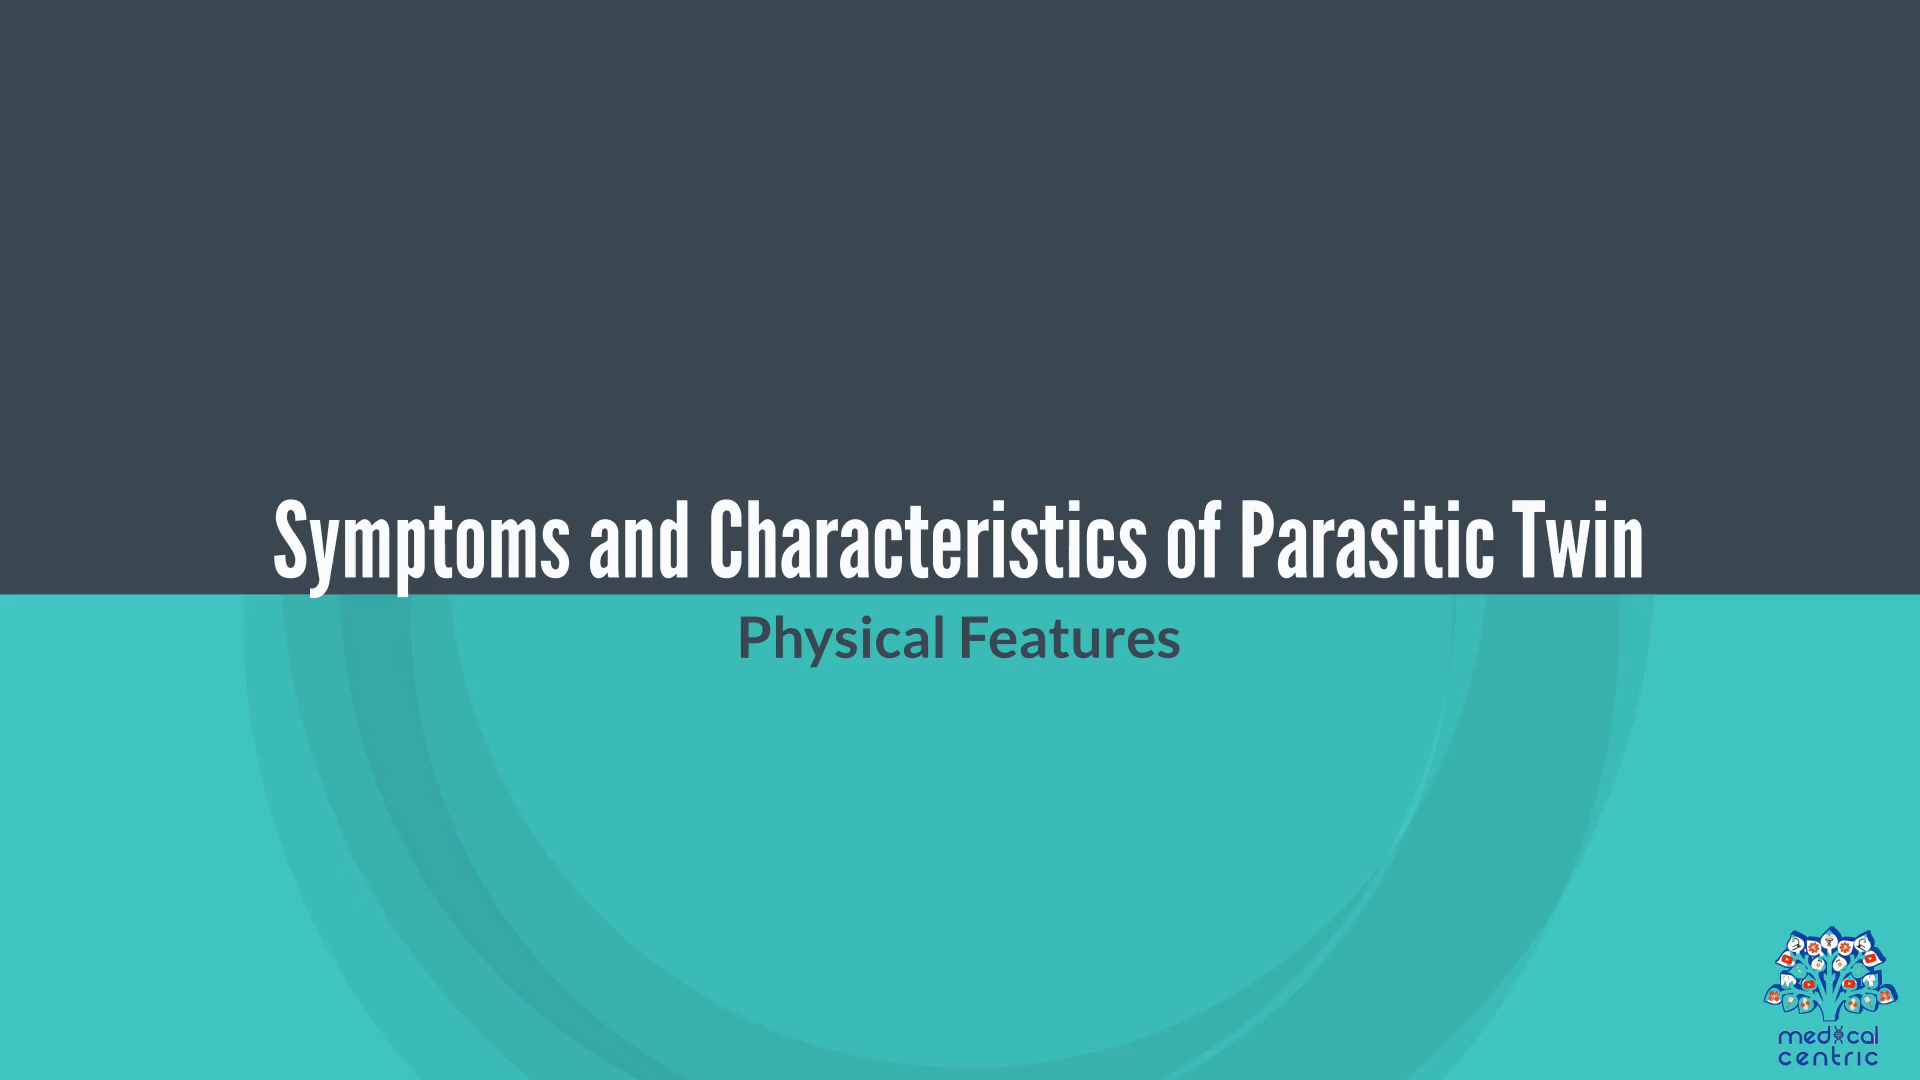 Symptoms and Characteristics of Parasitic Twin
Physical Features
medical
centric